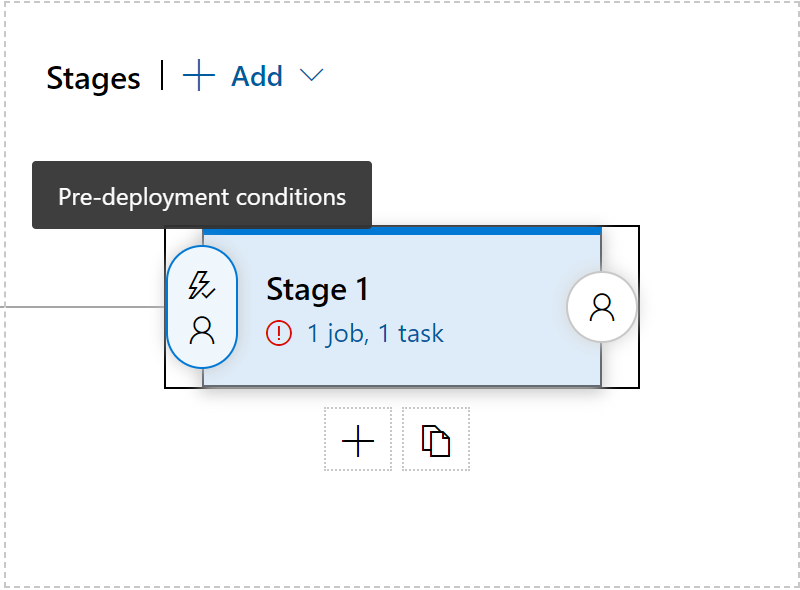 Stages
Add
Pre-deployment conditions
Stage 1
1 job, 1 task